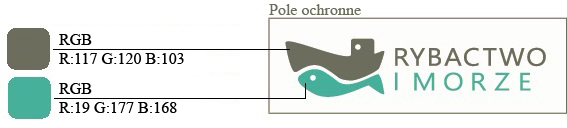 Pole ochronne
RGB
R:117 G:120 B:103
RGB
R:19 G:177 B:168
RYBACTWO
I MORZE